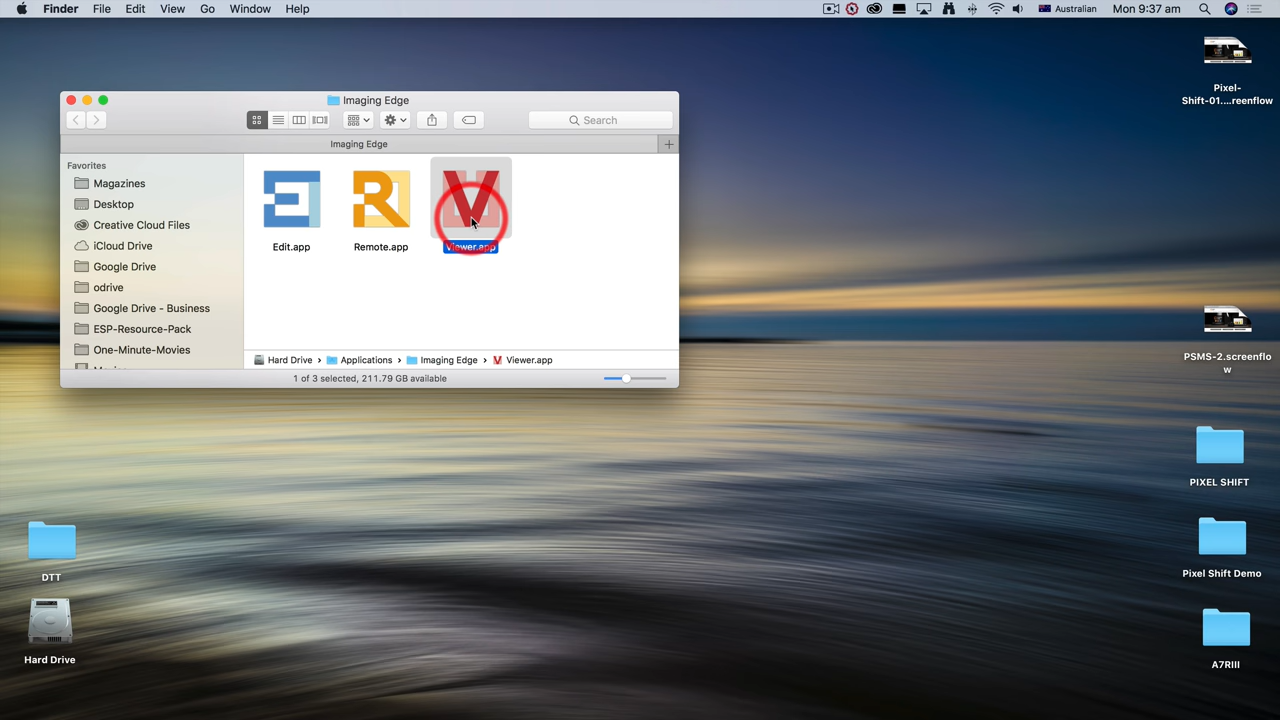 Finder File Edit View Go Window Help
Australian Mon 9:37 am
Imaging Edge
Search
Imaging Edge
Favorites
Magazines
Desktop
Creative Cloud Files
iCloud Drive
Google Drive
odrive
Google Drive - Business
ESP-Resource-Pack
One-Minute-Movies
E
R
V
Edit.app
Remote.app
Viewer.app
Hard Drive › Applications › Imaging Edge › Viewer.app
1 of 3 selected, 211.79 GB available
Pixel-
Shift-01....reenflow
PSMS-2.screenflo
w
PIXEL SHIFT
Pixel Shift Demo
A7RIII
DTT
Hard Drive